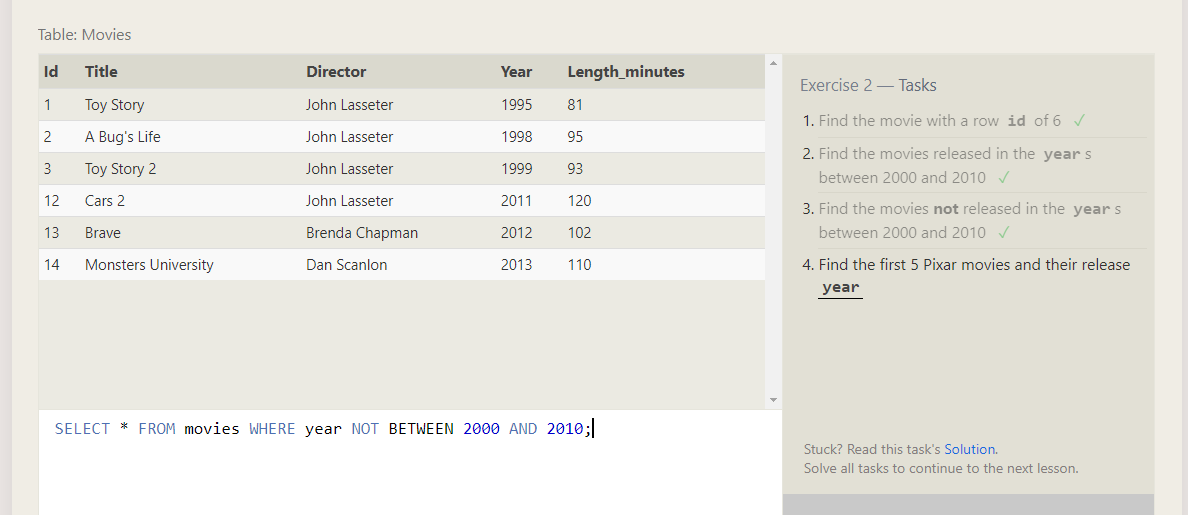 Table: Movies
Id Title Director Year Length_minutes
1 Toy Story John Lasseter 1995 81
2 A Bug's Life John Lasseter 1998 95
3 Toy Story 2 John Lasseter 1999 93
12 Cars 2 John Lasseter 2011 120
13 Brave Brenda Chapman 2012 102
14 Monsters University Dan Scanlon 2013 110
SELECT * FROM movies WHERE year NOT BETWEEN 2000 AND 2010;
Exercise 2 — Tasks
1. Find the movie with a row id of 6 ✓
2. Find the movies released in the year s
between 2000 and 2010 ✓
3. Find the movies not released in the year s
between 2000 and 2010 ✓
4. Find the first 5 Pixar movies and their release
year
Stuck? Read this task's Solution.
Solve all tasks to continue to the next lesson.